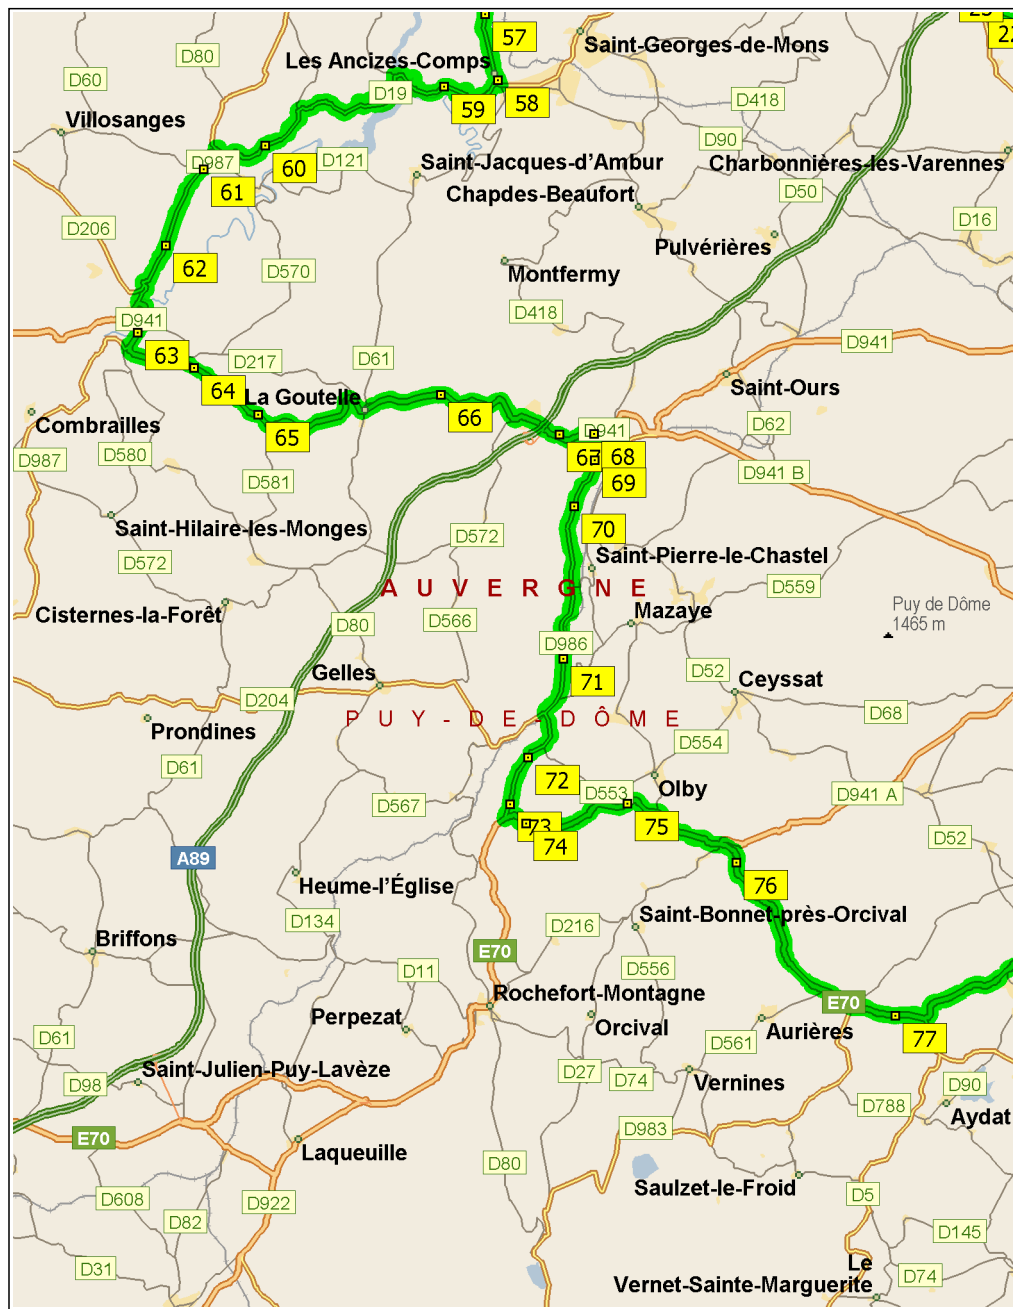 57
Saint-Georges-de-Mons
D80
Les Ancizes-Comps
D60
D19
59
58
D418
Villosanges
D90
D987
60
D121
Saint-Jacques-d'Ambur
Charbonnières-les-Varennes
61
Chapdes-Beaufort
D50
D206
D16
Pulvérières
62
D570
Montfermy
D418
D941
D941
63
D217
D61
64
La Goutelle
Saint-Ours
66
Combrailles
65
D62
D941
D580
67
68
D987
D581
69
D941 B
Saint-Hilaire-les-Monges
70
D572
D572
Saint-Pierre-le-Chastel
AUVERGNE
D559
Cisternes-la-Forêt
D566
Mazaye
Puy de Dôme
1465 m
D80
D986
Gelles
71
D52
Ceyssat
D204
PUY-DE-DÔME
D68
Prondines
D554
D61
72
Olby
D553
D567
D941 A
73
74
75
D52
A89
76
Heume-l'Église
Saint-Bonnet-près-Orcival
D134
D216
Briffons
E70
D556
D11
Rochefort-Montagne
E70
Perpezat
Orcival
Aurières
77
D61
D561
Saint-Julien-Puy-Lavèze
D27
D74
Vernines
D98
D90
D788
Aydat
E70
D983
Laqueuille
D80
Saulzet-le-Froid
D608
D922
D5
D82
D145
D31
Le
Vernet-Sainte-Marguerite
D74